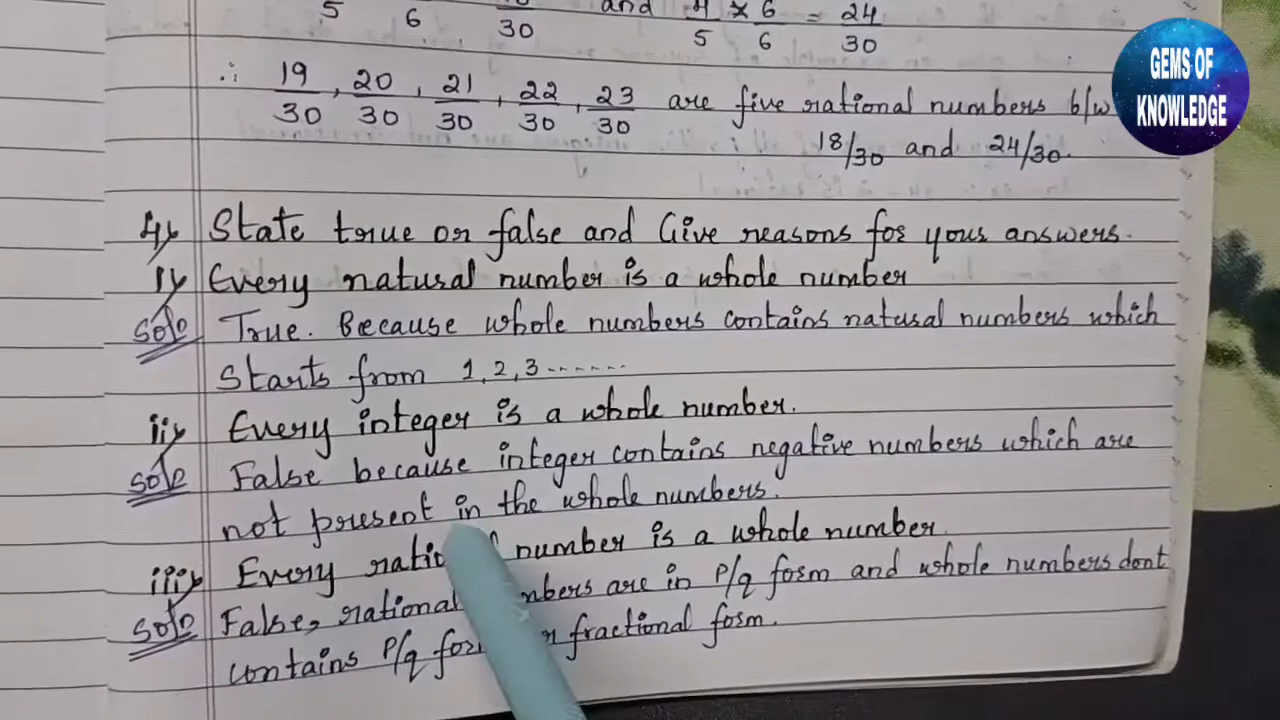 5 6 30 and 4/5 × 6/6 = 24/30
∴ 19/30, 20/30, 21/30, 22/30, 23/30 are five rational numbers b/w
18/30 and 24/30.
GEMS OF
KNOWLEDGE
4) State true or false and Give reasons for your answers.
i) Every natural number is a whole number
Solo True. Because whole numbers contains natural numbers which
Starts from 1, 2, 3 ......
ii) Every integer is a whole number.
Solo False because integer contains negative numbers which are
not present in the whole numbers.
iii) Every number is a whole number.
Solo False, rational are in P/q form and whole numbers dont
contains P/q fractional form.